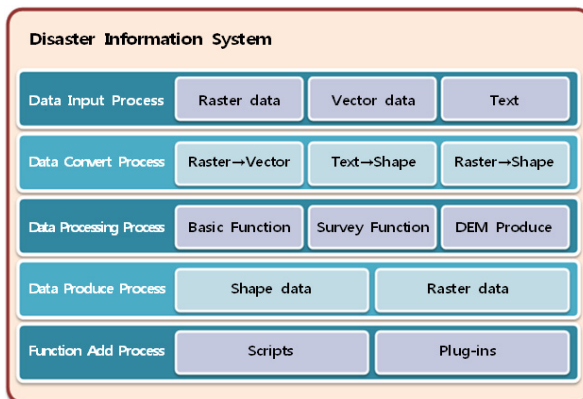 Disaster Information System
Data Input Process Raster data Vector data Text
Data Convert Process Raster→Vector Text→Shape Raster→Shape
Data Processing Process Basic Function Survey Function DEM Produce
Data Produce Process Shape data Raster data
Function Add Process Scripts Plug-ins